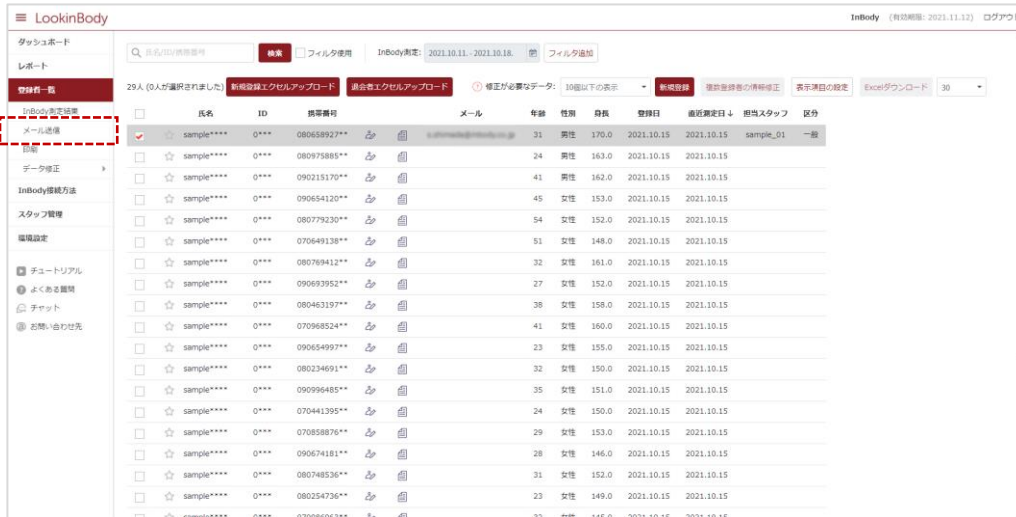 LookinBody
InBody (有効期限: 2021.11.12) ログアウト
ダッシュボード
レポート
登録者一覧
InBody測定結果
メール送信
印刷
データ修正
InBody接続方法
スタッフ管理
環境設定
チュートリアル
よくある質問
チャット
お問い合わせ先
氏名/ID/携帯番号 検索 フィルタ使用 InBody測定: 2021.10.11. - 2021.10.18. フィルタ追加
29人 (0人が選択されました) 新規登録エクセルアップロード 退会者エクセルアップロード 修正が必要なデータ: 10個以下の表示 新規登録 複数登録者の情報修正 表示項目の設定 Excelダウンロード 30
氏名 ID 携帯番号 メール 年齢 性別 身長 登録日 直近測定日↓ 担当スタッフ 区分
sample**** 0*** 080658927** 31 男性 170.0 2021.10.15 2021.10.15 sample_01 一般
sample**** 0*** 080975885** 24 男性 163.0 2021.10.15 2021.10.15
sample**** 0*** 090215170** 41 男性 162.0 2021.10.15 2021.10.15
sample**** 0*** 090654120** 45 女性 153.0 2021.10.15 2021.10.15
sample**** 0*** 080779230** 54 女性 152.0 2021.10.15 2021.10.15
sample**** 0*** 070649138** 51 女性 148.0 2021.10.15 2021.10.15
sample**** 0*** 080769412** 32 女性 161.0 2021.10.15 2021.10.15
sample**** 0*** 090693952** 27 女性 152.0 2021.10.15 2021.10.15
sample**** 0*** 080463197** 38 女性 158.0 2021.10.15 2021.10.15
sample**** 0*** 070968524** 41 女性 160.0 2021.10.15 2021.10.15
sample**** 0*** 090654997** 23 女性 155.0 2021.10.15 2021.10.15
sample**** 0*** 080234691** 32 女性 150.0 2021.10.15 2021.10.15
sample**** 0*** 090996485** 35 女性 151.0 2021.10.15 2021.10.15
sample**** 0*** 070441395** 24 女性 150.0 2021.10.15 2021.10.15
sample**** 0*** 070858876** 29 女性 153.0 2021.10.15 2021.10.15
sample**** 0*** 090674181** 28 女性 146.0 2021.10.15 2021.10.15
sample**** 0*** 080748536** 31 女性 152.0 2021.10.15 2021.10.15
sample**** 0*** 080254736** 23 女性 149.0 2021.10.15 2021.10.15